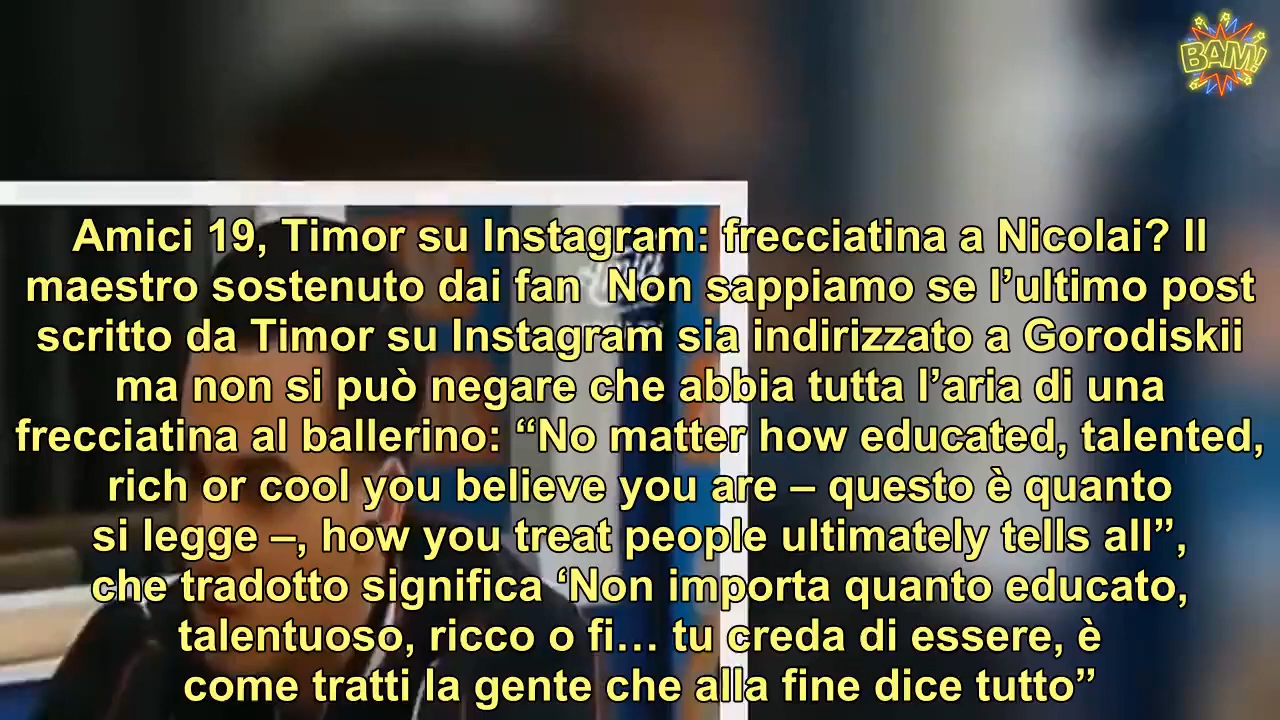 BAM!
Amici 19, Timor su Instagram: frecciatina a Nicolai? Il
maestro sostenuto dai fan  Non sappiamo se l’ultimo post
scritto da Timor su Instagram sia indirizzato a Gorodiskii
ma non si può negare che abbia tutta l’aria di una
frecciatina al ballerino: “No matter how educated, talented,
rich or cool you believe you are – questo è quanto
si legge –, how you treat people ultimately tells all”,
che tradotto significa ‘Non importa quanto educato,
talentuoso, ricco o fi… tu creda di essere, è
come tratti la gente che alla fine dice tutto”